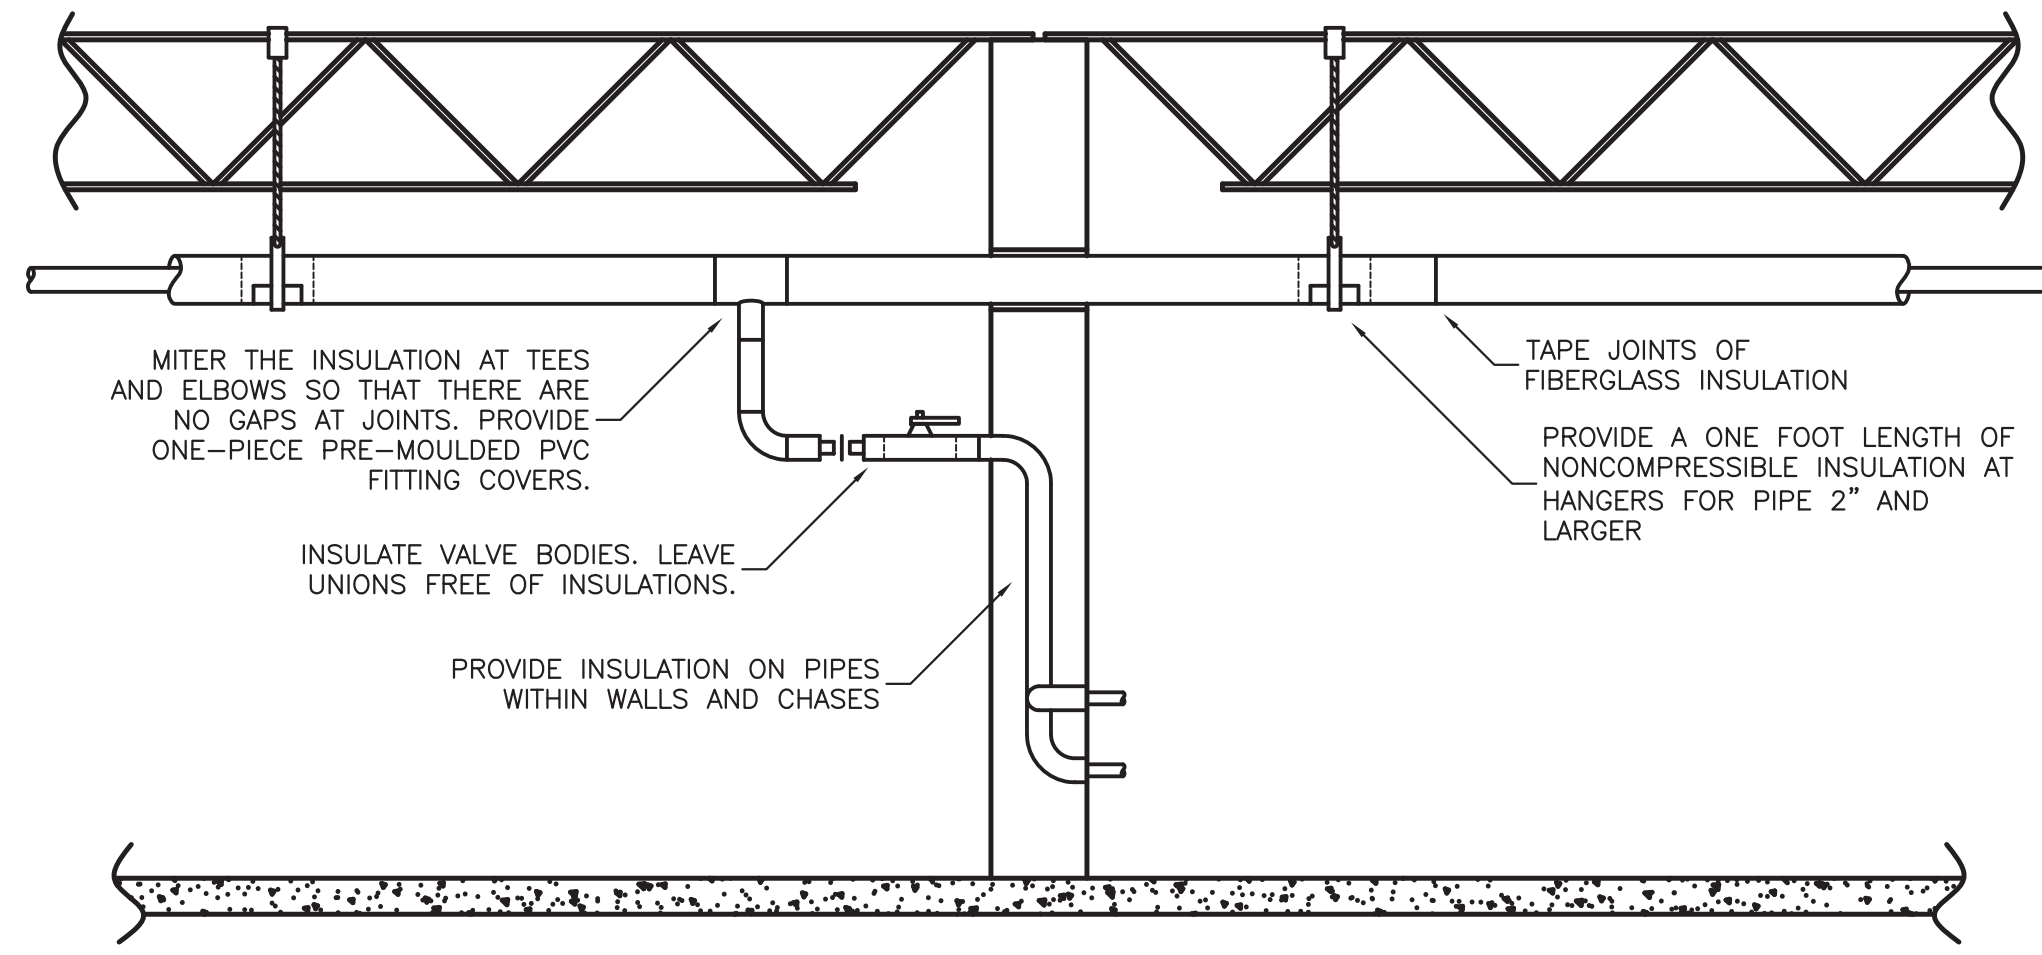 MITER THE INSULATION AT TEES
AND ELBOWS SO THAT THERE ARE
NO GAPS AT JOINTS. PROVIDE
ONE-PIECE PRE-MOULDED PVC
FITTING COVERS.
TAPE JOINTS OF
FIBERGLASS INSULATION
PROVIDE A ONE FOOT LENGTH OF
NONCOMPRESSIBLE INSULATION AT
HANGERS FOR PIPE 2” AND
LARGER
INSULATE VALVE BODIES. LEAVE
UNIONS FREE OF INSULATIONS.
PROVIDE INSULATION ON PIPES
WITHIN WALLS AND CHASES